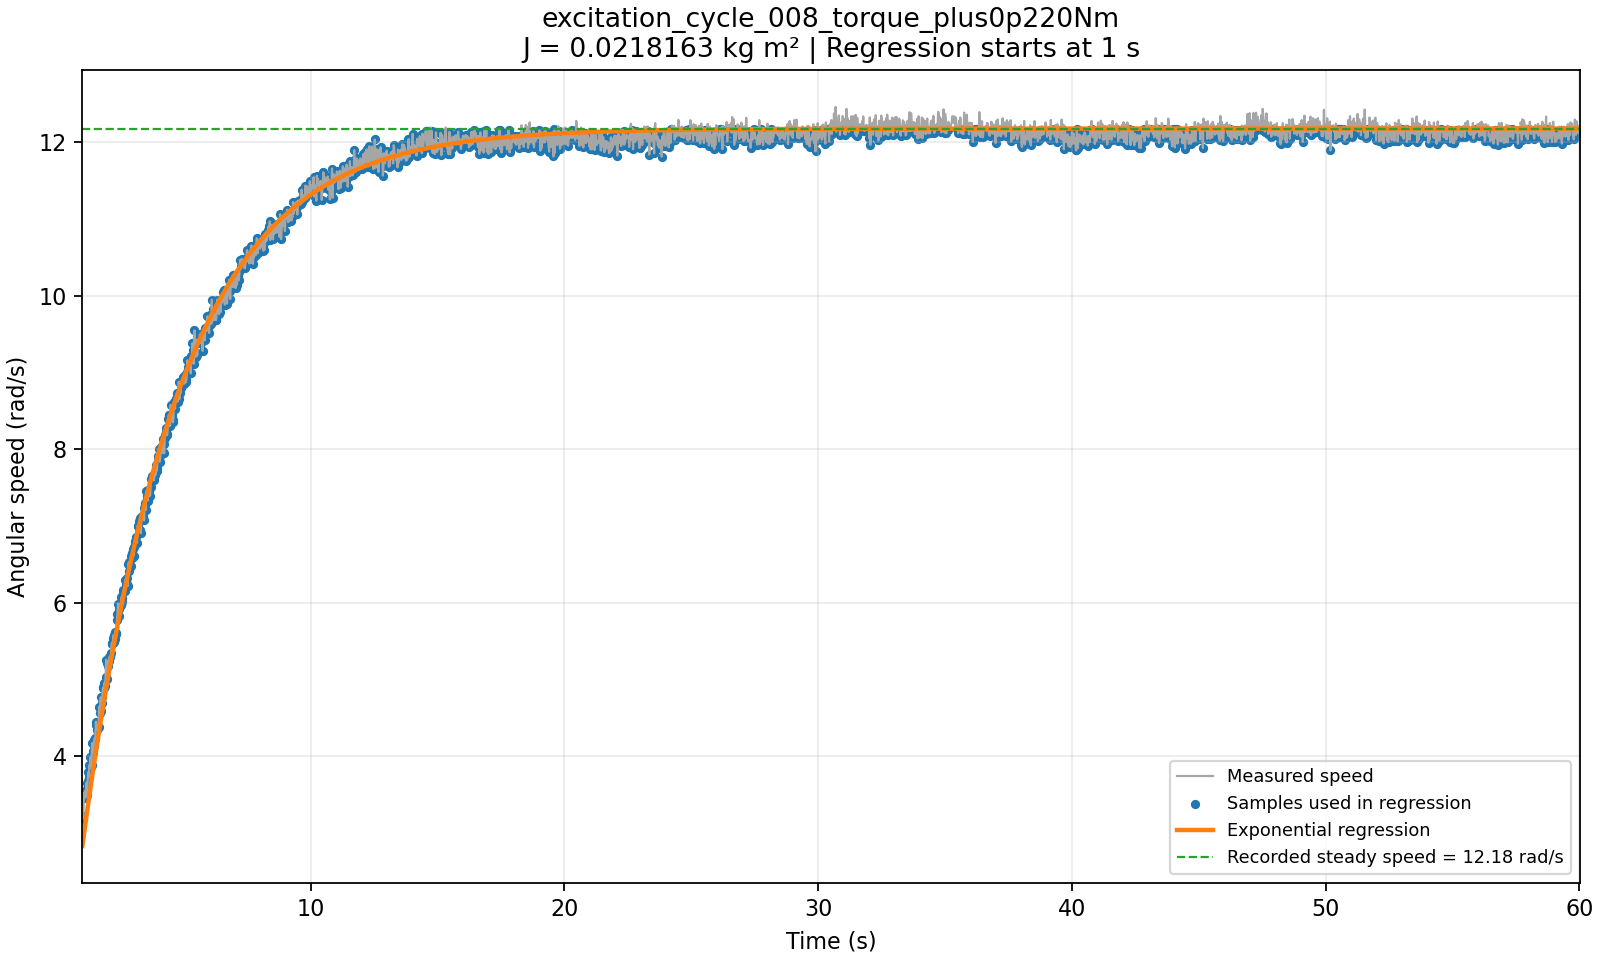 excitation_cycle_008_torque_plus0p220Nm
J = 0.0218163 kg m² | Regression starts at 1 s
Angular speed (rad/s)
12
10
8
6
4
10
20
30
40
50
60
Time (s)
Measured speed
Samples used in regression
Exponential regression
Recorded steady speed = 12.18 rad/s